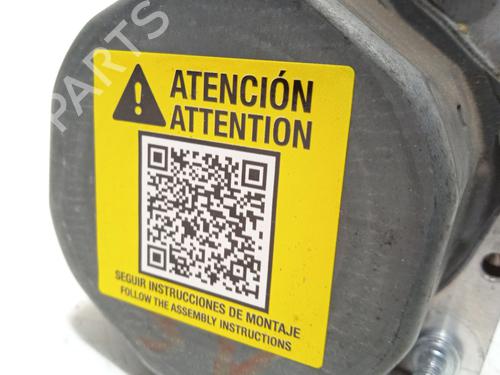 PARTS
ATENCIÓN
ATTENTION
SEGUIR INSTRUCCIONES DE MONTAJE
FOLLOW THE ASSEMBLY INSTRUCTIONS